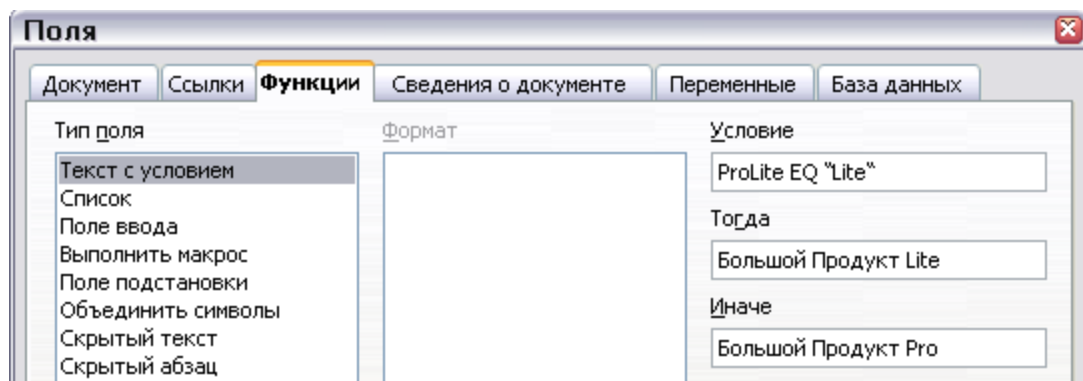 Поля
Документ Ссылки Функции Сведения о документе Переменные База данных
Тип поля
Текст с условием
Список
Поле ввода
Выполнить макрос
Поле подстановки
Объединить символы
Скрытый текст
Скрытый абзац
Формат
Условие
ProLite EQ "Lite"
Тогда
Большой Продукт Lite
Иначе
Большой Продукт Pro